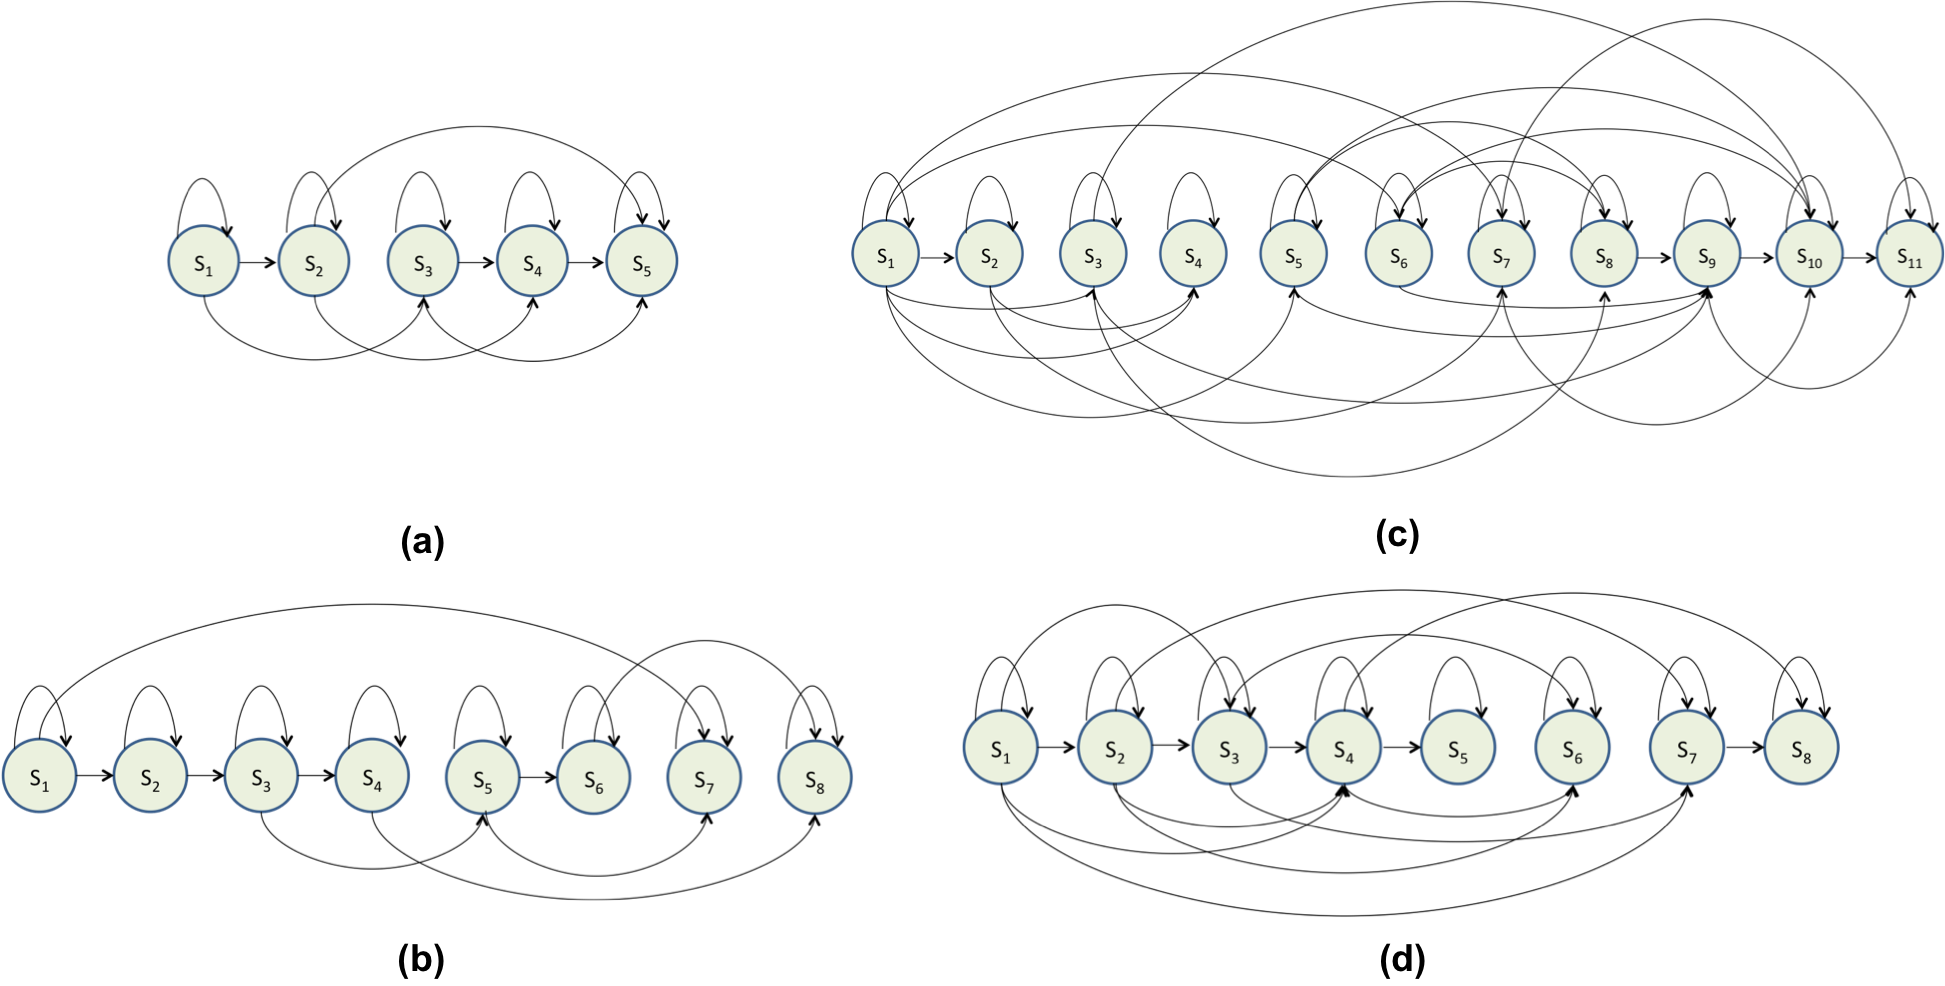 S₁ S₂ S₃ S₄ S₅
(a)
S₁ S₂ S₃ S₄ S₅ S₆ S₇ S₈ S₉ S₁₀ S₁₁
(c)
S₁ S₂ S₃ S₄ S₅ S₆ S₇ S₈
(b)
S₁ S₂ S₃ S₄ S₅ S₆ S₇ S₈
(d)